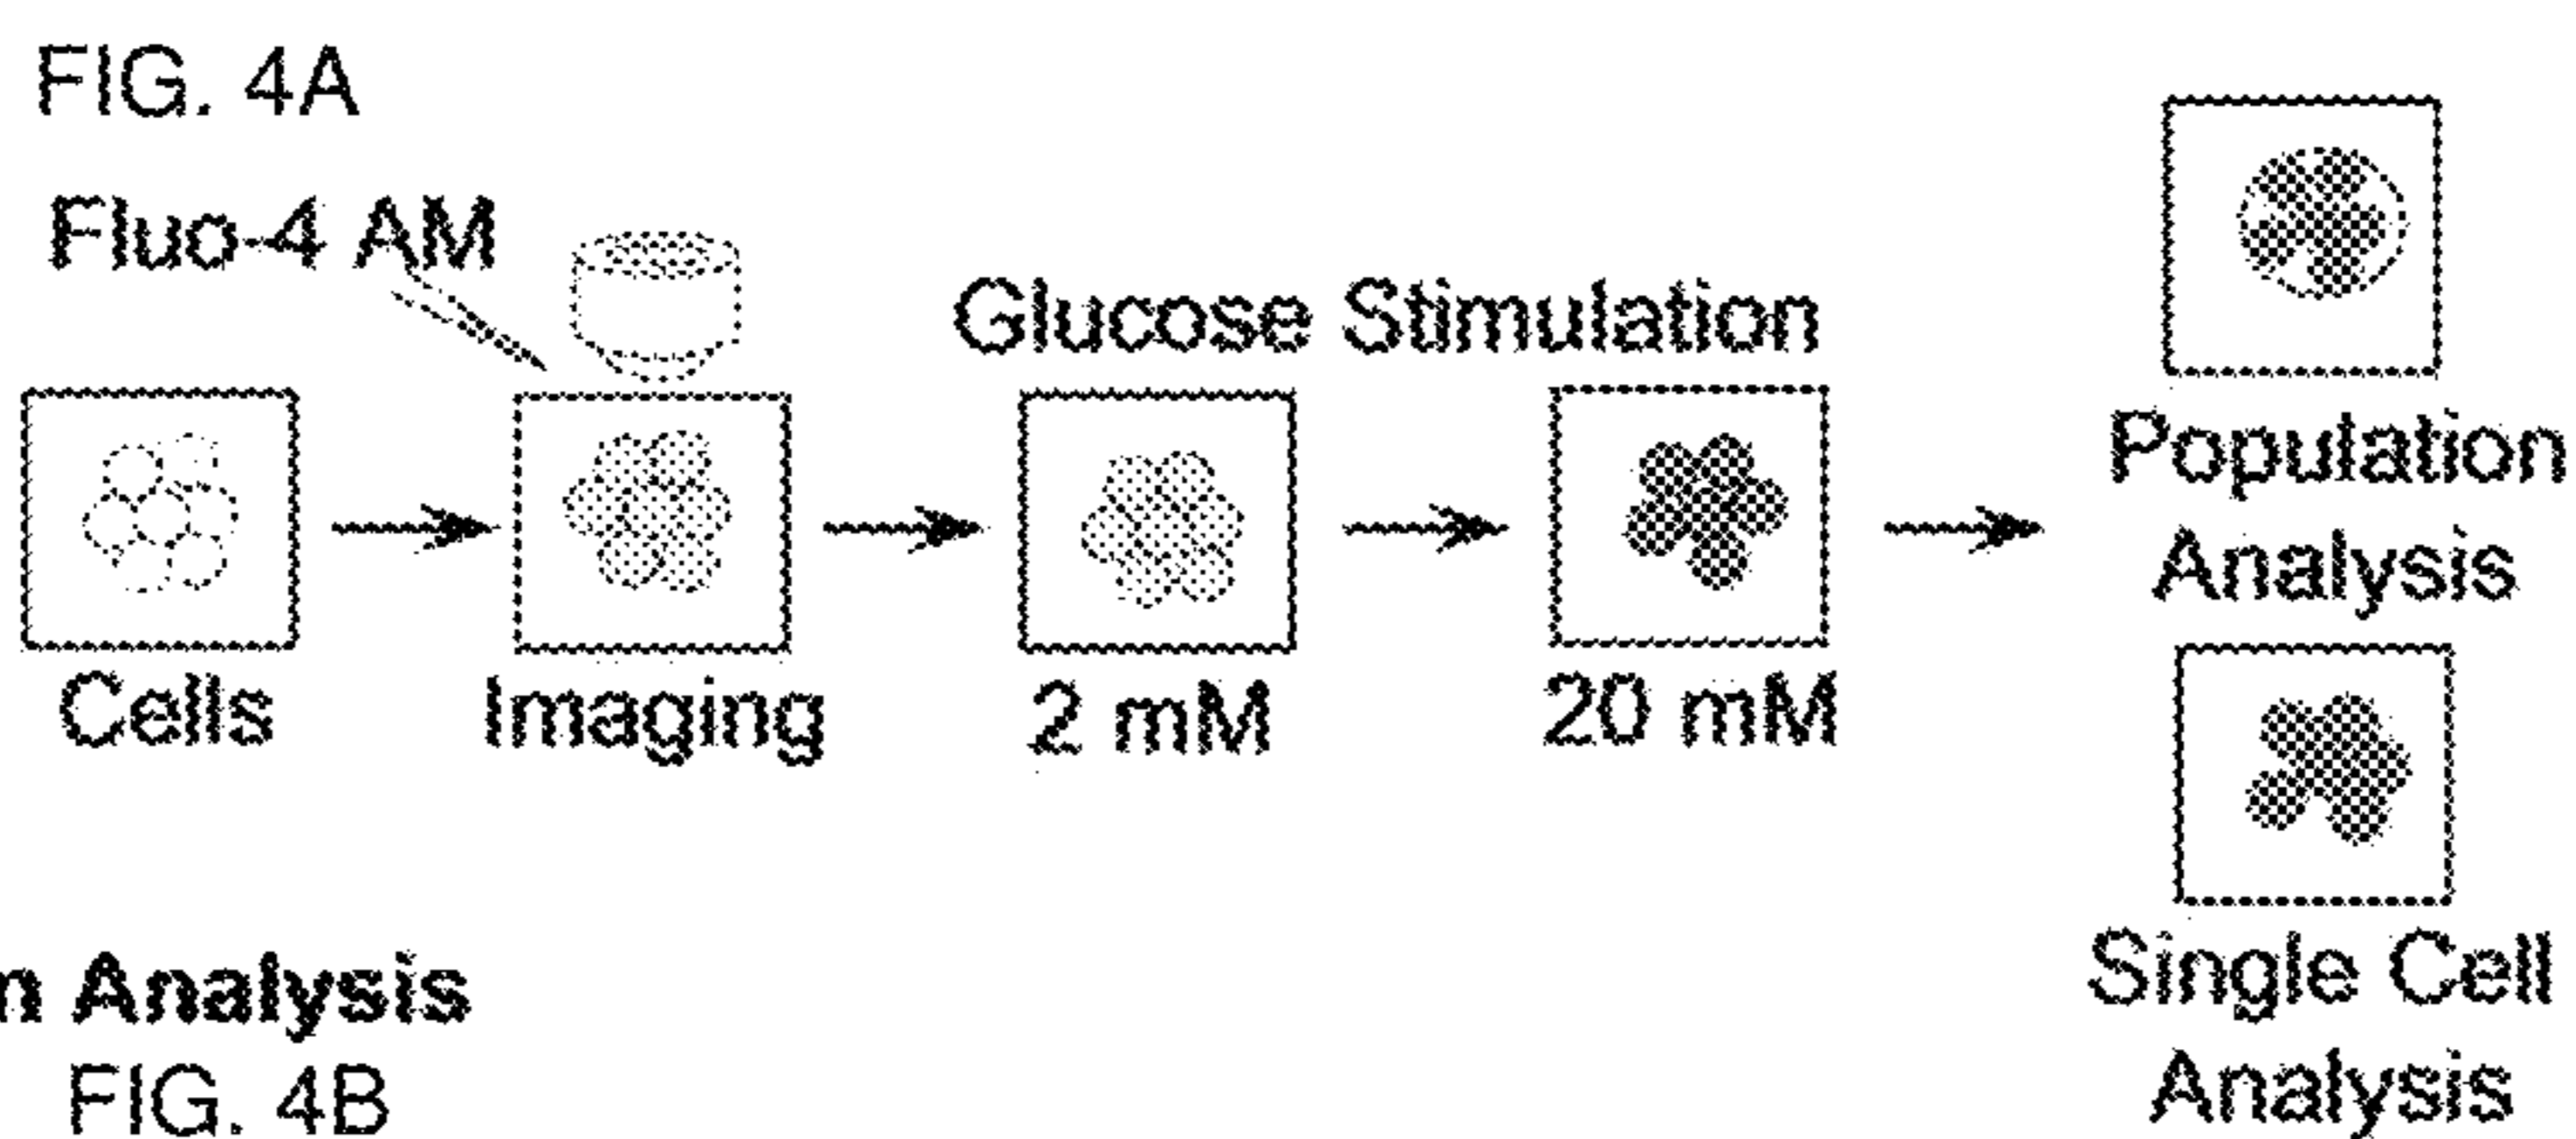 FIG. 4A
Fluo-4 AM
Glucose Stimulation
Cells
Imaging
2 mM
20 mM
Population
Analysis
Single Cell
Analysis
n Analysis
FIG. 4B